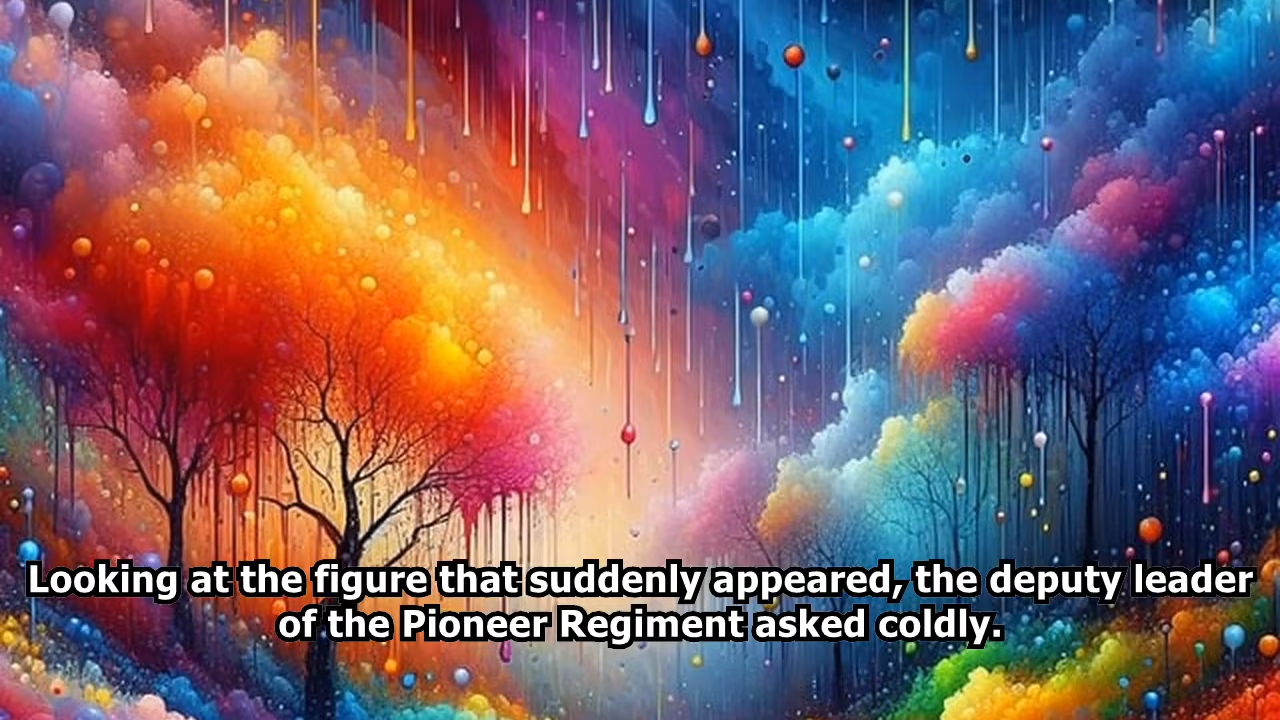 Looking at the figure that suddenly appeared, the deputy leader
of the Pioneer Regiment asked coldly.